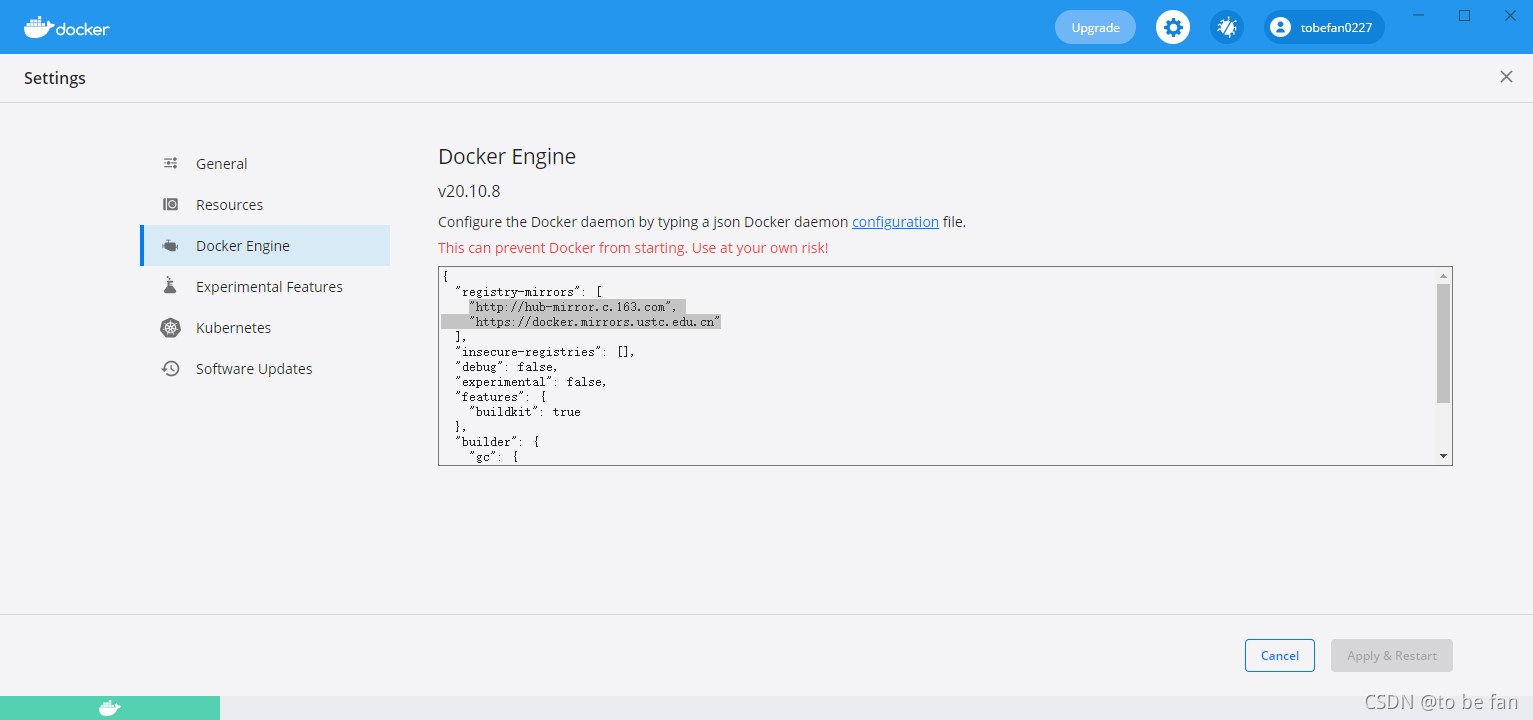 docker
Upgrade
tobefan0227
Settings
General
Resources
Docker Engine
Experimental Features
Kubernetes
Software Updates
Docker Engine
v20.10.8
Configure the Docker daemon by typing a json Docker daemon configuration file.
This can prevent Docker from starting. Use at your own risk!
{
"registry-mirrors": [
"http://hub-mirror.c.163.com",
"https://docker.mirrors.ustc.edu.cn"
],
"insecure-registries": [],
"debug": false,
"experimental": false,
"features": {
"buildkit": true
},
"builder": {
"gc": {
Cancel
Apply & Restart
CSDN @to be fan